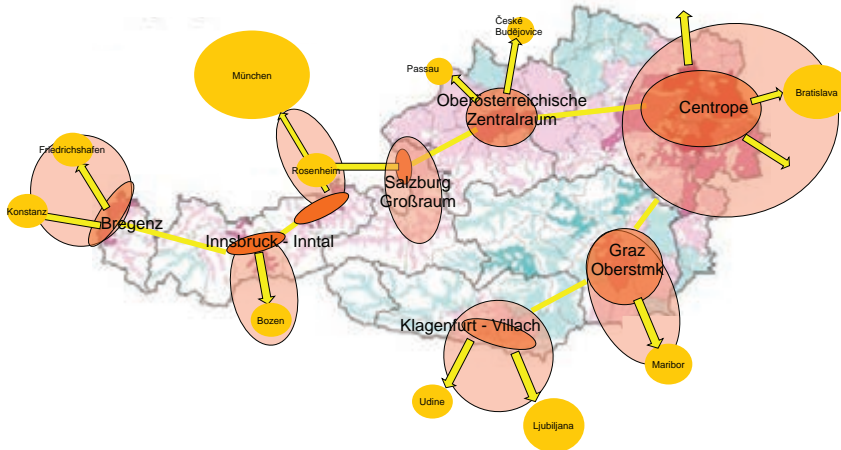 České
Budějovice
München
Passau
Oberösterreichische
Zentralraum
Centrope
Bratislava
Friedrichshafen
Rosenheim
Salzburg
Großraum
Konstanz
Bregenz
Innsbruck - Inntal
Graz
Oberstmk
Bozen
Klagenfurt - Villach
Maribor
Udine
Ljubiljana